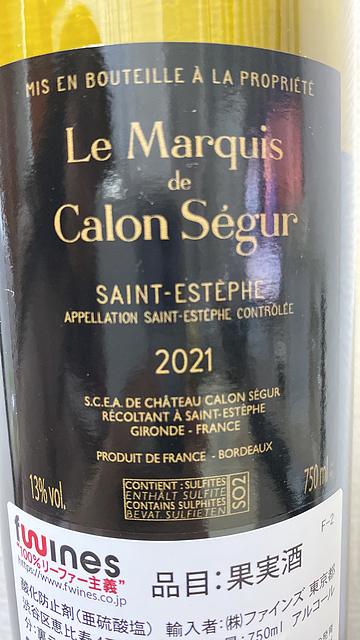 MIS EN BOUTEILLE À LA PROPRIÉTÉ
Le Marquis
de
Calon Ségur
SAINT-ESTÈPHE
APPELLATION SAINT-ESTÈPHE CONTRÔLÉE
2021
S.C.E.A. DE CHÂTEAU CALON SÉGUR
RÉCOLTANT À SAINT-ESTÈPHE
GIRONDE - FRANCE
PRODUIT DE FRANCE - BORDEAUX
13% vol.
CONTIENT : SULFITES
ENTHÄLT SULFITE
CONTAINS SULPHITES
BEVAT SULFIETEN
SO2
750 ml
F-2
fwines
"100%リーファー主義"
https://www.fwines.co.jp
品目:果実酒
酸化防止剤(亜硫酸塩) 輸入者:(株)ファインズ 東京都
渋谷区恵比寿
:750ml アルコール